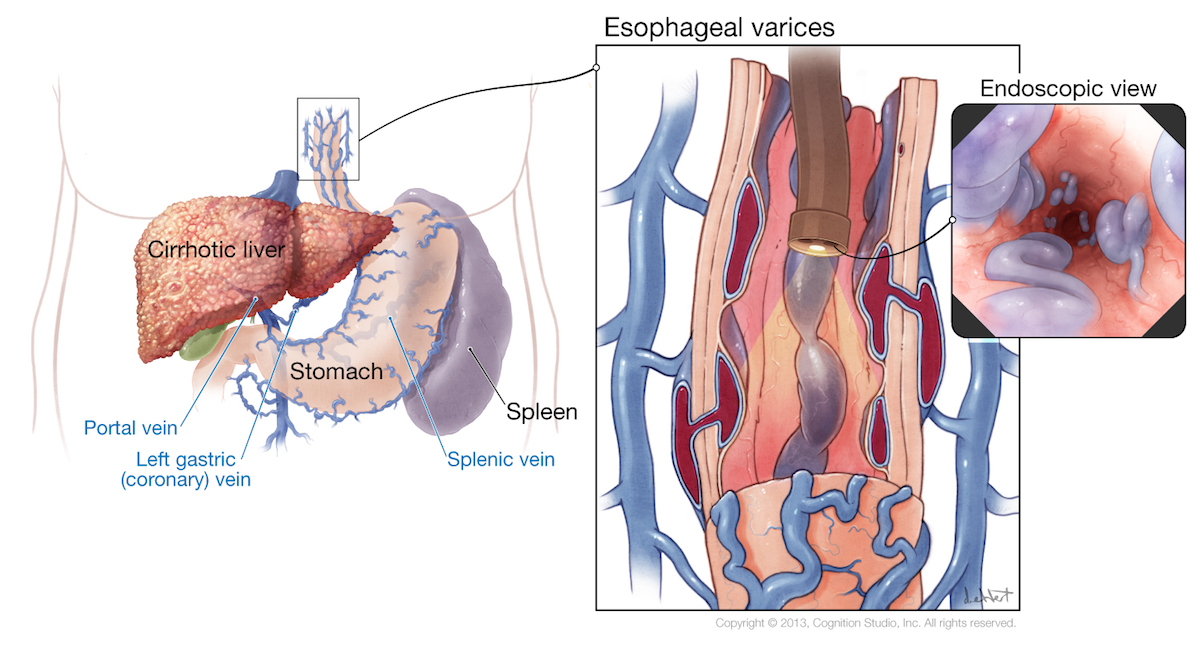 Esophageal varices
Endoscopic view
Cirrhotic liver
Stomach
Spleen
Portal vein
Left gastric
(coronary) vein
Splenic vein
Copyright © 2013, Cognition Studio, Inc. All rights reserved.